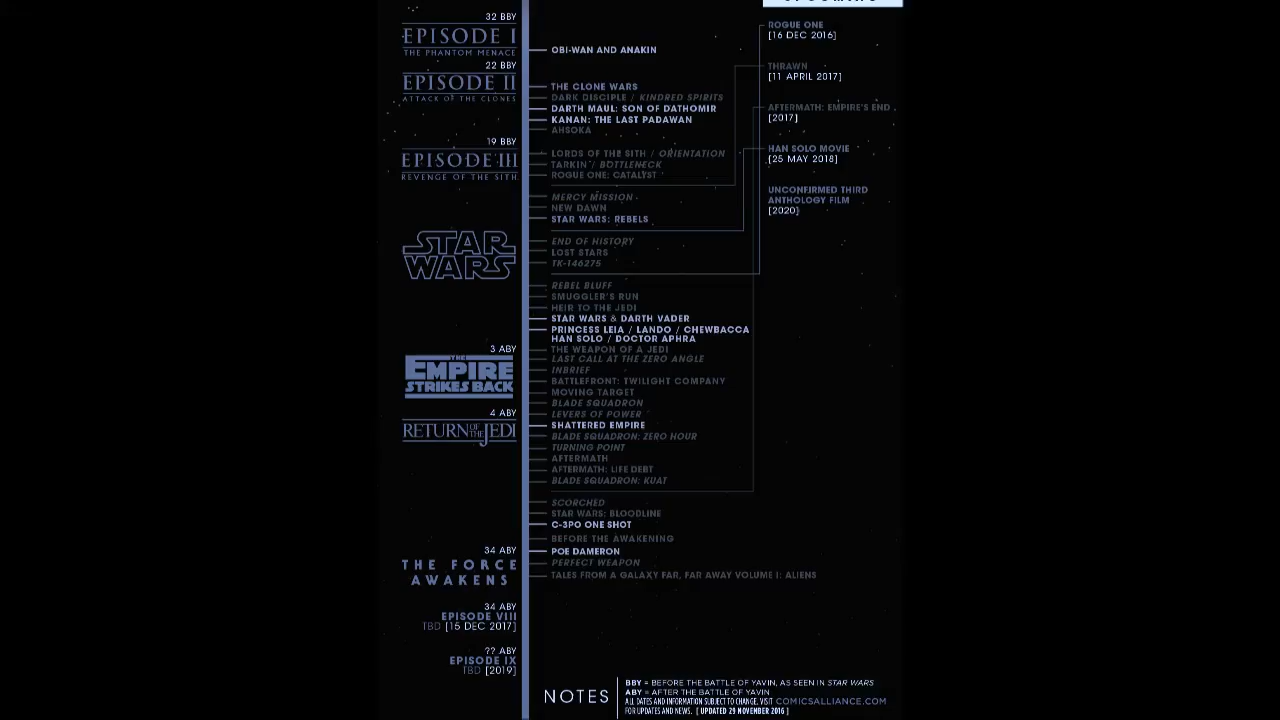 32 BBY
EPISODE I
THE PHANTOM MENACE
22 BBY
EPISODE II
ATTACK OF THE CLONES
19 BBY
EPISODE III
REVENGE OF THE SITH
STAR
WARS
3 ABY
THE
EMPIRE
STRIKES BACK
4 ABY
RETURN OF THE JEDI
34 ABY
THE FORCE
AWAKENS
34 ABY
EPISODE VIII
TBD [15 DEC 2017]
?? ABY
EPISODE IX
TBD [2019]
OBI-WAN AND ANAKIN
THE CLONE WARS
DARK DISCIPLE / KINDRED SPIRITS
DARTH MAUL: SON OF DATHOMIR
KANAN: THE LAST PADAWAN
AHSOKA
LORDS OF THE SITH / ORIENTATION
TARKIN / BOTTLENECK
ROGUE ONE: CATALYST
MERCY MISSION
NEW DAWN
STAR WARS: REBELS
END OF HISTORY
LOST STARS
TK-146275
REBEL BLUFF
SMUGGLER'S RUN
HEIR TO THE JEDI
STAR WARS & DARTH VADER
PRINCESS LEIA / LANDO / CHEWBACCA
HAN SOLO / DOCTOR APHRA
THE WEAPON OF A JEDI
LAST CALL AT THE ZERO ANGLE
INBRIEF
BATTLEFRONT: TWILIGHT COMPANY
MOVING TARGET
BLADE SQUADRON
LEVERS OF POWER
SHATTERED EMPIRE
BLADE SQUADRON: ZERO HOUR
TURNING POINT
AFTERMATH
AFTERMATH: LIFE DEBT
BLADE SQUADRON: KUAT
SCORCHED
STAR WARS: BLOODLINE
C-3PO ONE SHOT
BEFORE THE AWAKENING
POE DAMERON
PERFECT WEAPON
TALES FROM A GALAXY FAR, FAR AWAY VOLUME I: ALIENS
ROGUE ONE
[16 DEC 2016]
THRAWN
[11 APRIL 2017]
AFTERMATH: EMPIRE'S END
[2017]
HAN SOLO MOVIE
[25 MAY 2018]
UNCONFIRMED THIRD
ANTHOLOGY FILM
[2020]
NOTES
BBY = BEFORE THE BATTLE OF YAVIN, AS SEEN IN STAR WARS
ABY = AFTER THE BATTLE OF YAVIN
ALL DATES AND INFORMATION SUBJECT TO CHANGE. VISIT COMICSALLIANCE.COM
FOR UPDATES AND NEWS. [ UPDATED 29 NOVEMBER 2016 ]